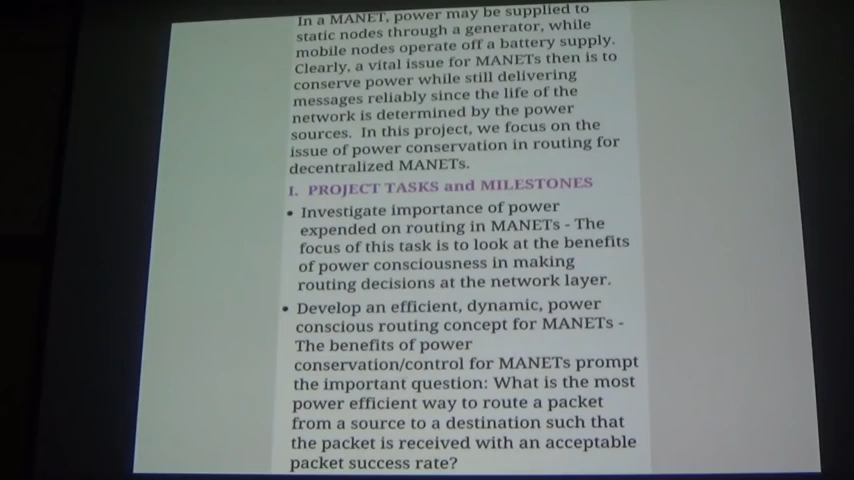 In a MANET, power may be supplied to
static nodes through a generator, while
mobile nodes operate off a battery supply.
Clearly, a vital issue for MANETs then is to
conserve power while still delivering
messages reliably since the life of the
network is determined by the power
sources. In this project, we focus on the
issue of power conservation in routing for
decentralized MANETs.
I. PROJECT TASKS and MILESTONES
• Investigate importance of power
expended on routing in MANETs - The
focus of this task is to look at the benefits
of power consciousness in making
routing decisions at the network layer.
• Develop an efficient, dynamic, power
conscious routing concept for MANETs -
The benefits of power
conservation/control for MANETs prompt
the important question: What is the most
power efficient way to route a packet
from a source to a destination such that
the packet is received with an acceptable
packet success rate?